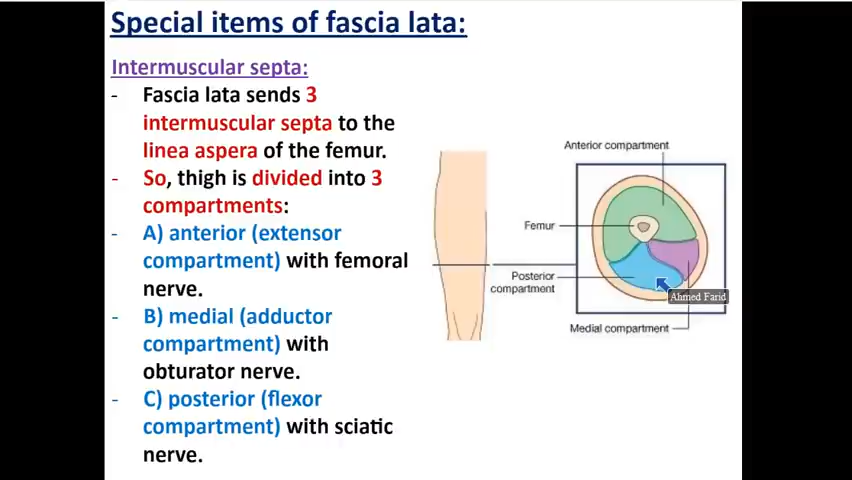 Special items of fascia lata:
Intermuscular septa:
- Fascia lata sends 3
intermuscular septa to the
linea aspera of the femur.
- So, thigh is divided into 3
compartments:
- A) anterior (extensor
compartment) with femoral
nerve.
- B) medial (adductor
compartment) with
obturator nerve.
- C) posterior (flexor
compartment) with sciatic
nerve.
Anterior compartment
Femur
Posterior
compartment
Ahmed Farid
Medial compartment